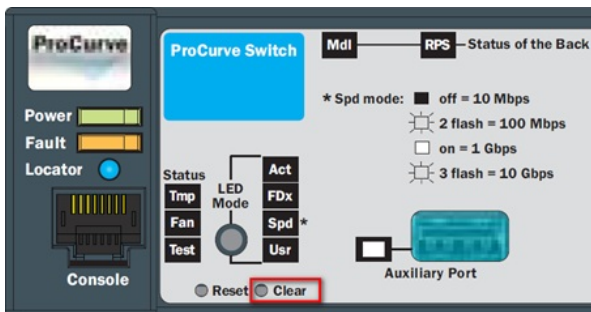 ProCurve
Power
Fault
Locator
Console
ProCurve Switch
Mdl RPS Status of the Back
* Spd mode: off = 10 Mbps
2 flash = 100 Mbps
on = 1 Gbps
3 flash = 10 Gbps
Status
Tmp
Fan
Test
LED
Mode
Act
FDx
Spd *
Usr
Reset Clear
Auxiliary Port